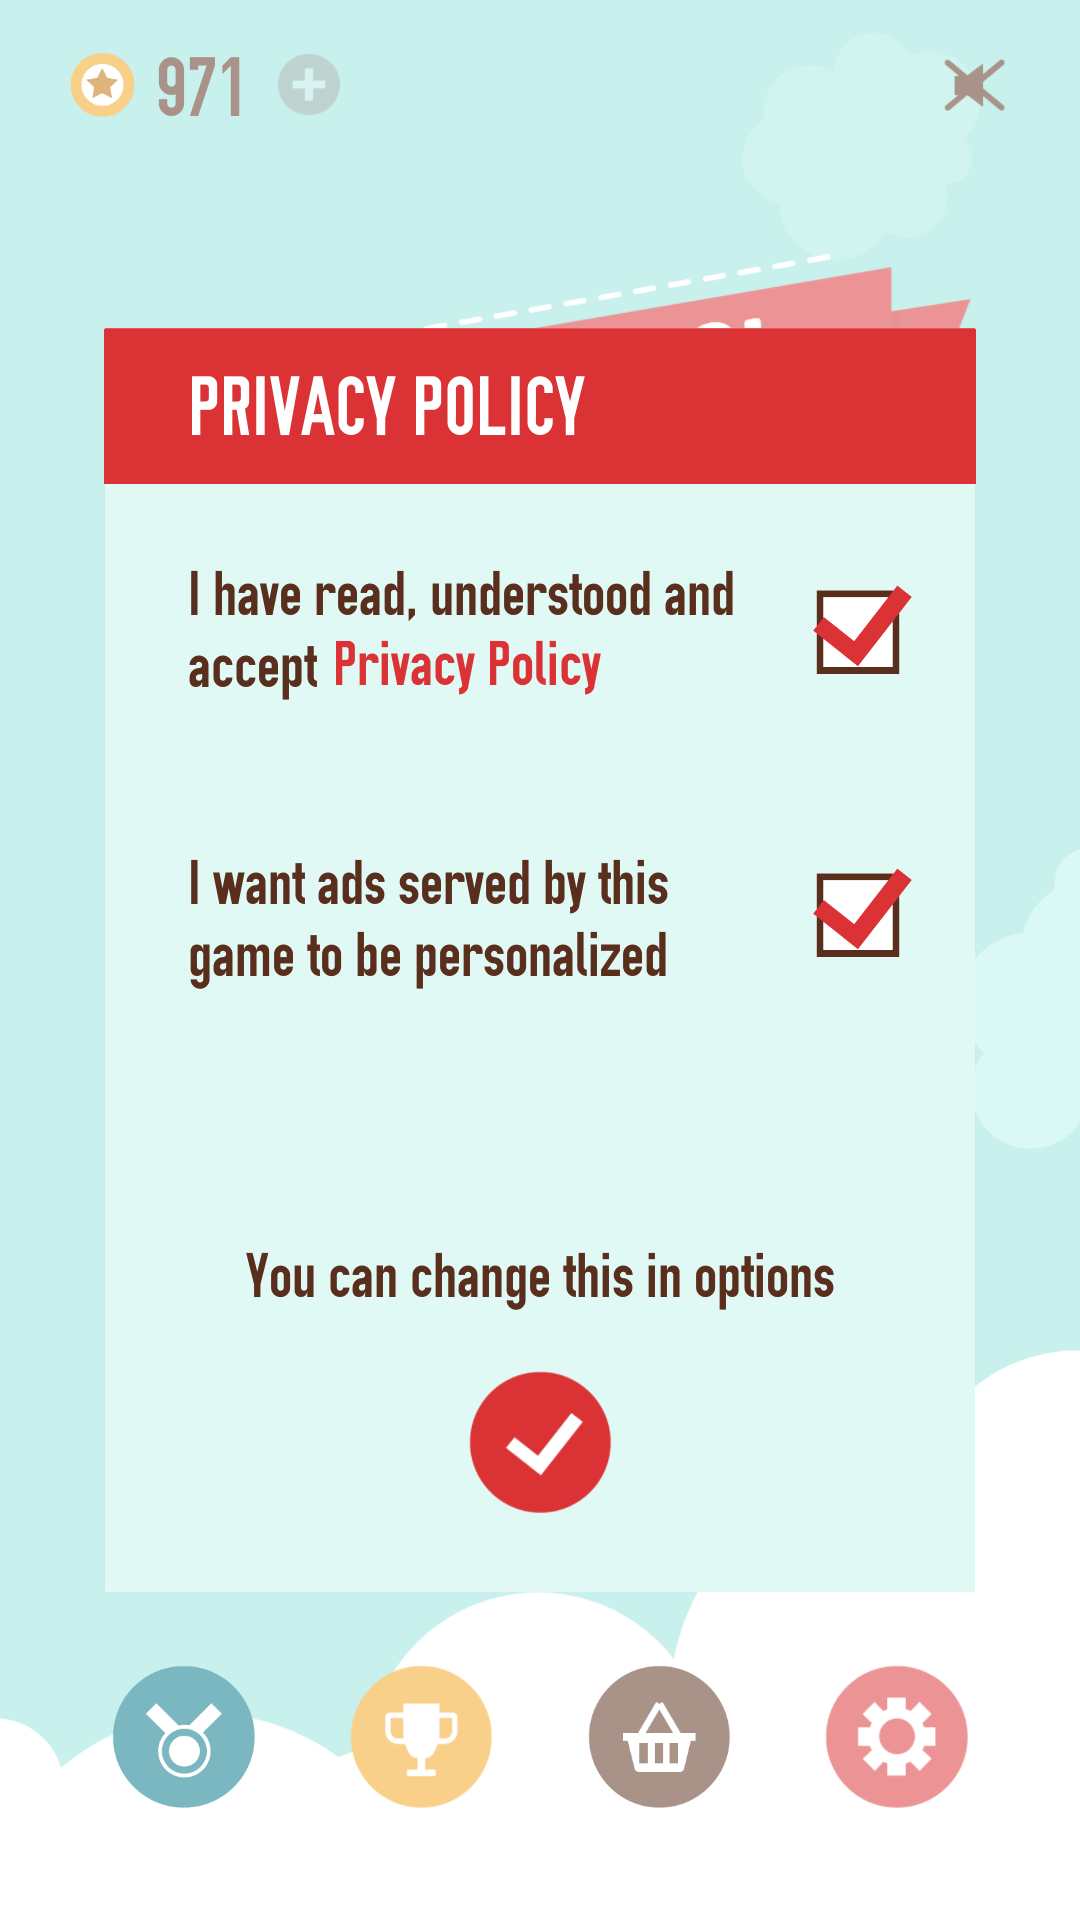 971
PRIVACY POLICY
I have read, understood and
accept Privacy Policy
I want ads served by this
game to be personalized
You can change this in options